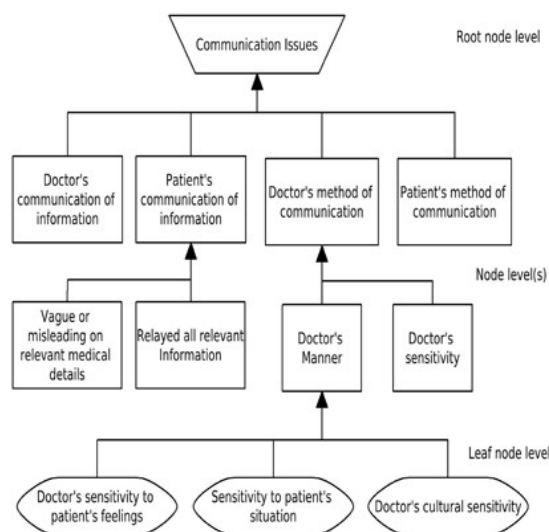 Communication Issues
Root node level
Doctor's
communication of
information
Patient's
communication of
information
Doctor's method of
communication
Patient's method of
communication
Node level(s)
Vague or
misleading on
relevant medical
details
Relayed all relevant
Information
Doctor's
Manner
Doctor's
sensitivity
Leaf node level
Doctor's sensitivity to
patient's feelings
Sensitivity to patient's
situation
Doctor's cultural sensitivity